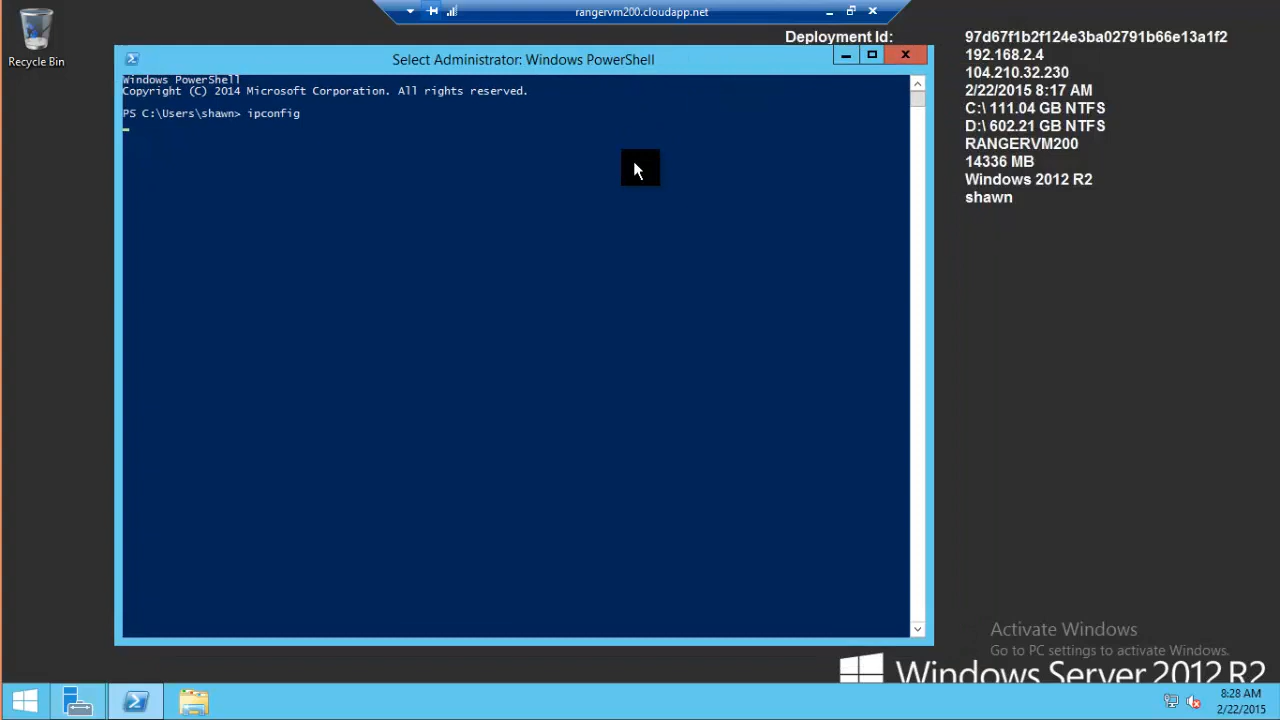 rangervm200.cloudapp.net
Recycle Bin
Select Administrator: Windows PowerShell
Windows PowerShell
Copyright (C) 2014 Microsoft Corporation. All rights reserved.
PS C:\Users\shawn> ipconfig
Deployment Id:
97d67f1b2f124e3ba02791b66e13a1f2
192.168.2.4
104.210.32.230
2/22/2015 8:17 AM
C:\ 111.04 GB NTFS
D:\ 602.21 GB NTFS
RANGERVM200
14336 MB
Windows 2012 R2
shawn
Activate Windows
Go to PC settings to activate Windows.
Windows Server 2012 R2
8:28 AM
2/22/2015